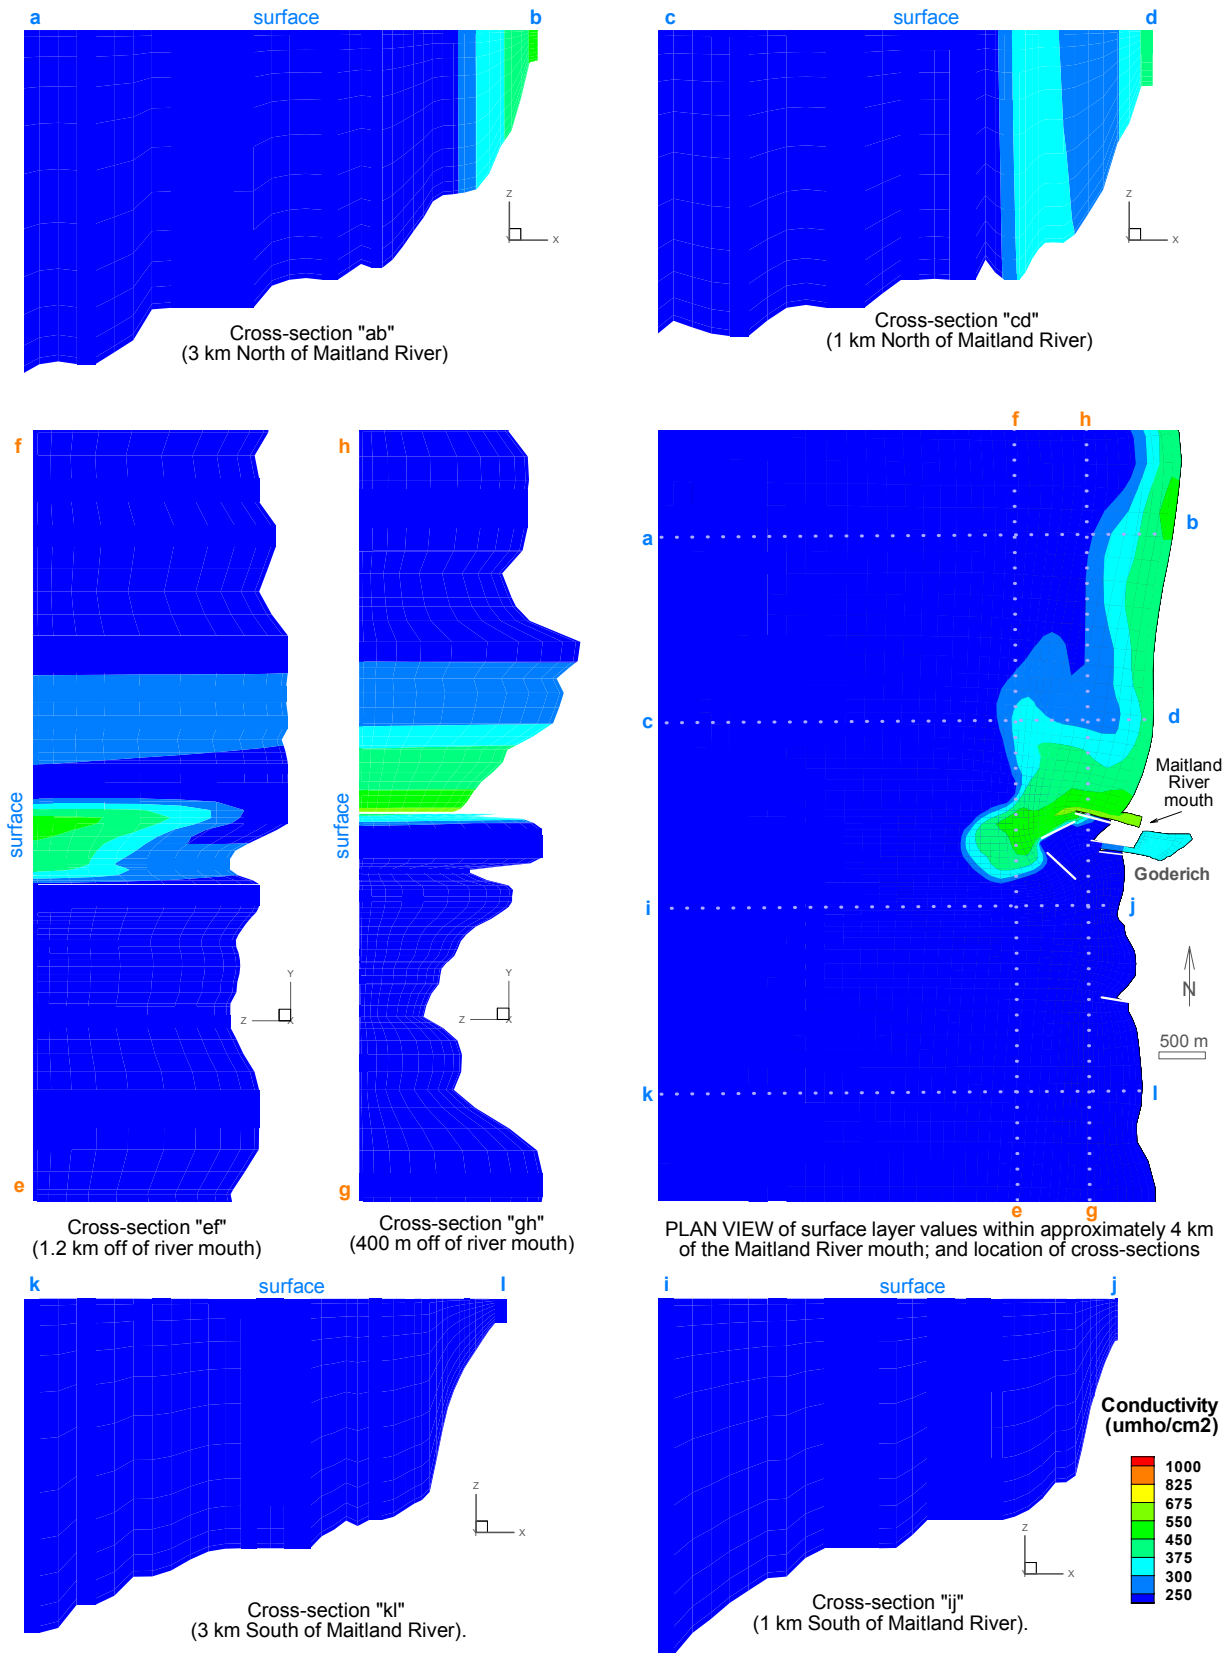 a surface b
c surface d
Z
X
Y
Z
X
Y
Cross-section "ab"
(3 km North of Maitland River)
Cross-section "cd"
(1 km North of Maitland River)
f
h
f h
a b
c d
surface
surface
Maitland
River
mouth
Goderich
i j
N
500 m
k l
Y
Z X
Y
Z X
e
g
e g
Cross-section "ef"
(1.2 km off of river mouth)
Cross-section "gh"
(400 m off of river mouth)
PLAN VIEW of surface layer values within approximately 4 km
of the Maitland River mouth; and location of cross-sections
k surface l
i surface j
Z
Y X
Z
Y X
Conductivity
(umho/cm2)
1000
825
675
550
450
375
300
250
Cross-section "kl"
(3 km South of Maitland River).
Cross-section "ij"
(1 km South of Maitland River).